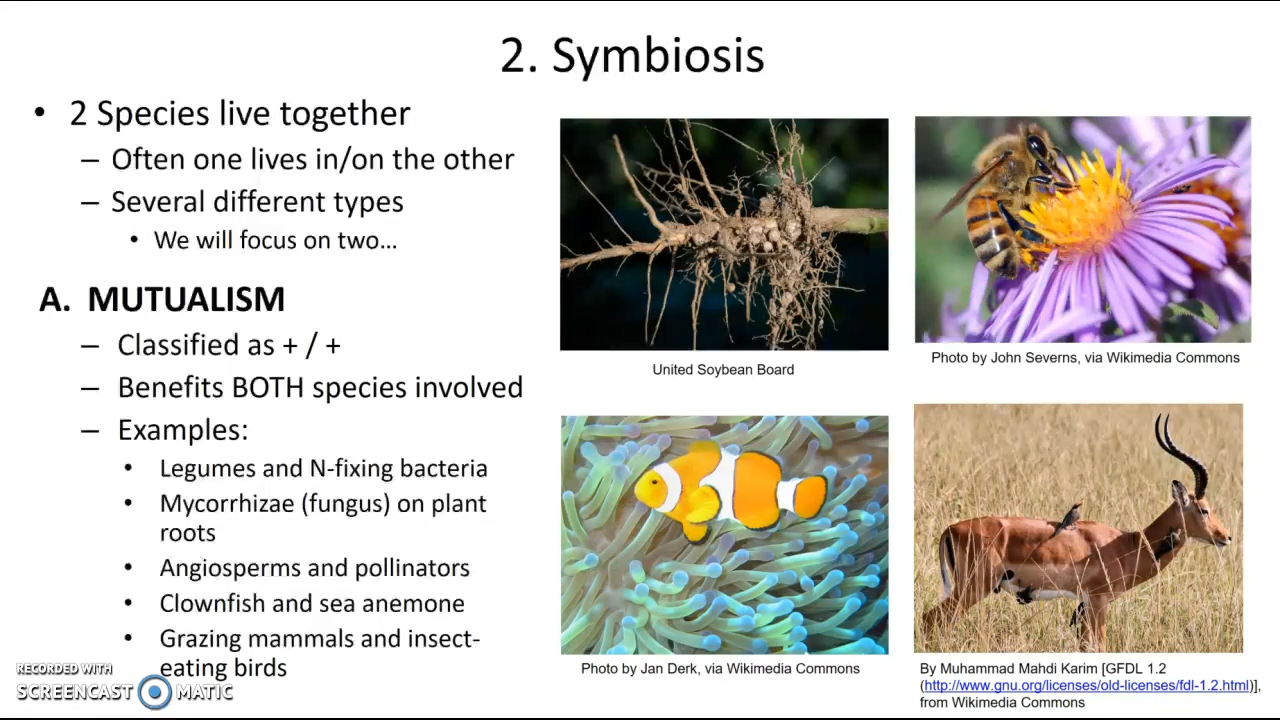 2. Symbiosis
• 2 Species live together
– Often one lives in/on the other
– Several different types
• We will focus on two…
A. MUTUALISM
– Classified as + / +
– Benefits BOTH species involved
– Examples:
• Legumes and N-fixing bacteria
• Mycorrhizae (fungus) on plant
roots
• Angiosperms and pollinators
• Clownfish and sea anemone
• Grazing mammals and insect-
eating birds
United Soybean Board
Photo by John Severns, via Wikimedia Commons
Photo by Jan Derk, via Wikimedia Commons
By Muhammad Mahdi Karim [GFDL 1.2
(http://www.gnu.org/licenses/old-licenses/fdl-1.2.html)],
from Wikimedia Commons
RECORDED WITH
SCREENCAST MATIC